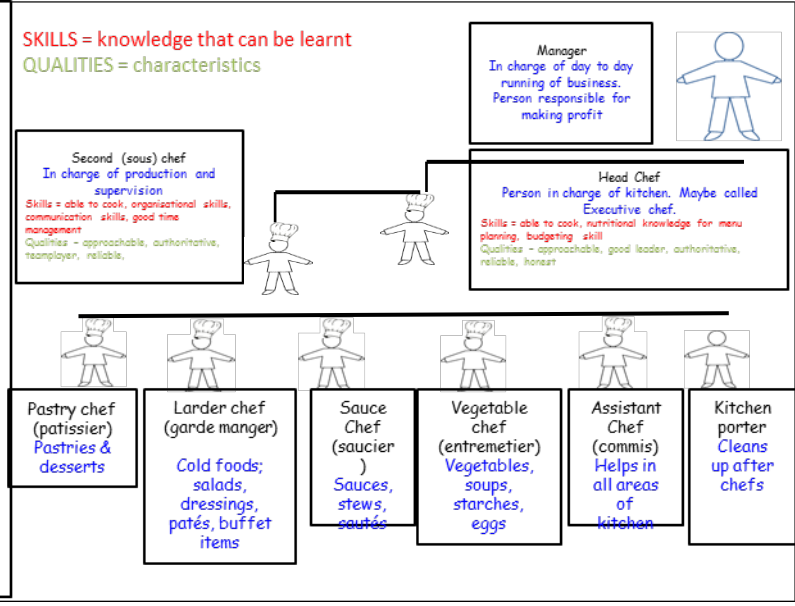 SKILLS = knowledge that can be learnt
QUALITIES = characteristics
Manager
In charge of day to day
running of business.
Person responsible for
making profit
Second (sous) chef
In charge of production and
supervision
Skills = able to cook, organisational skills,
communication skills, good time
management
Qualities – approachable, authoritative,
teamplayer, reliable,
Head Chef
Person in charge of kitchen. Maybe called
Executive chef.
Skills = able to cook, nutritional knowledge for menu
planning, budgeting skill
Qualities – approachable, good leader, authoritative,
reliable, honest
Pastry chef
(patissier)
Pastries &
desserts
Larder chef
(garde manger)
Cold foods;
salads,
dressings,
patés, buffet
items
Sauce
Chef
(saucier
)
Sauces,
stews,
sautés
Vegetable
chef
(entremetier)
Vegetables,
soups,
starches,
eggs
Assistant
Chef
(commis)
Helps in
all areas
of
kitchen
Kitchen
porter
Cleans
up after
chefs